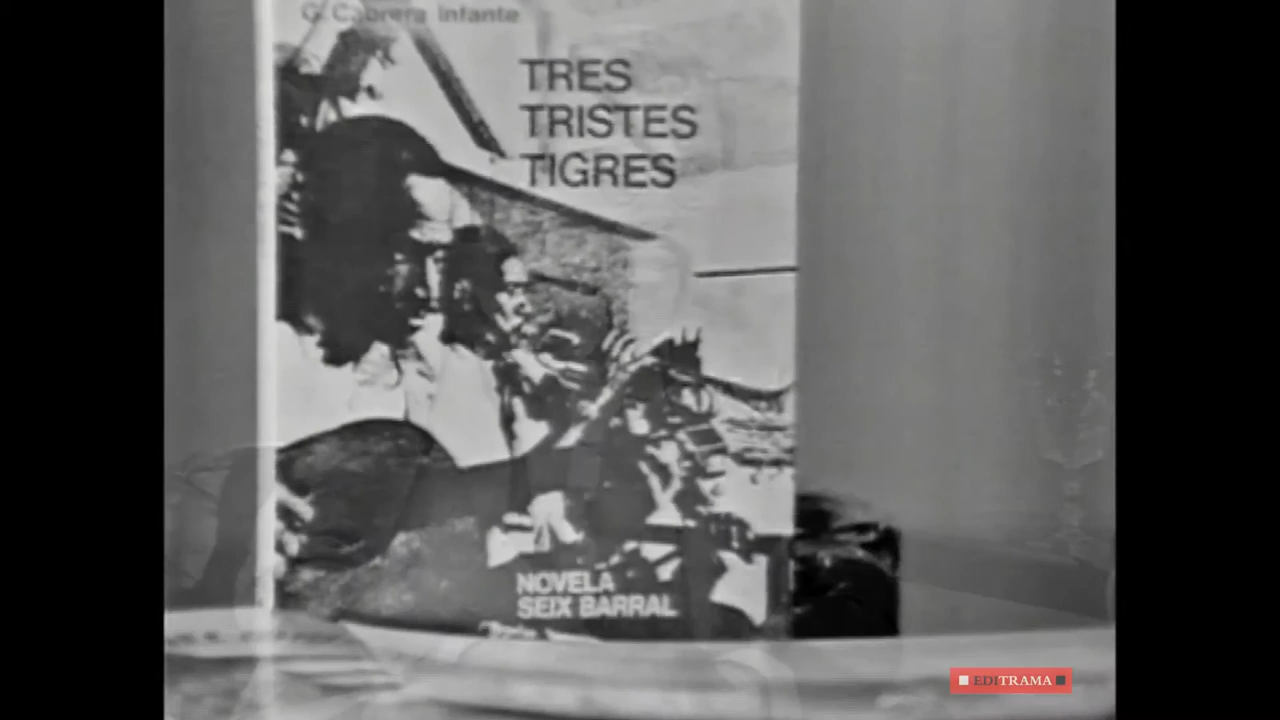 G. Cabrera Infante
TRES
TRISTES
TIGRES
NOVELA
SEIX BARRAL
EDITRAMA